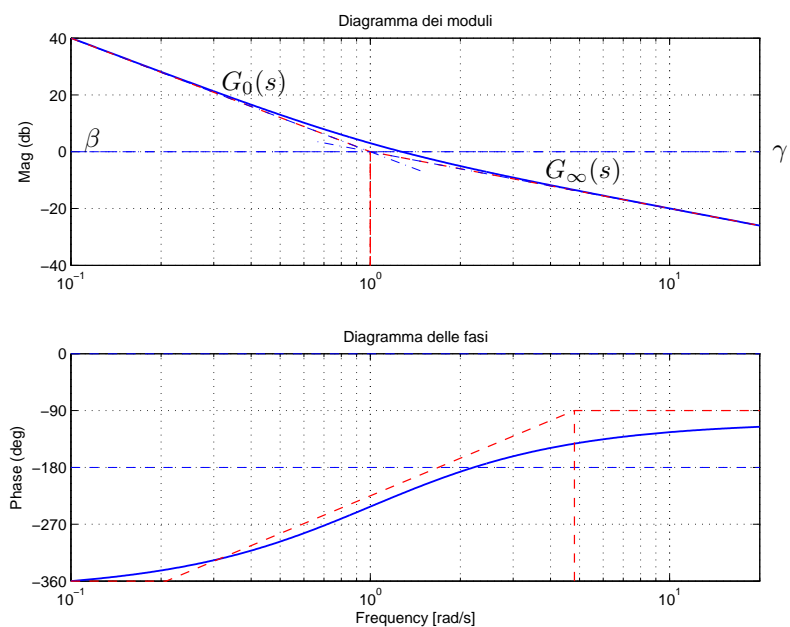 Diagramma dei moduli
Mag (db)
40
20
0
−20
−40
G₀(s)
β
γ
G∞(s)
10⁻¹ 10⁰ 10¹
Diagramma delle fasi
Phase (deg)
0
−90
−180
−270
−360
10⁻¹ 10⁰ 10¹
Frequency [rad/s]